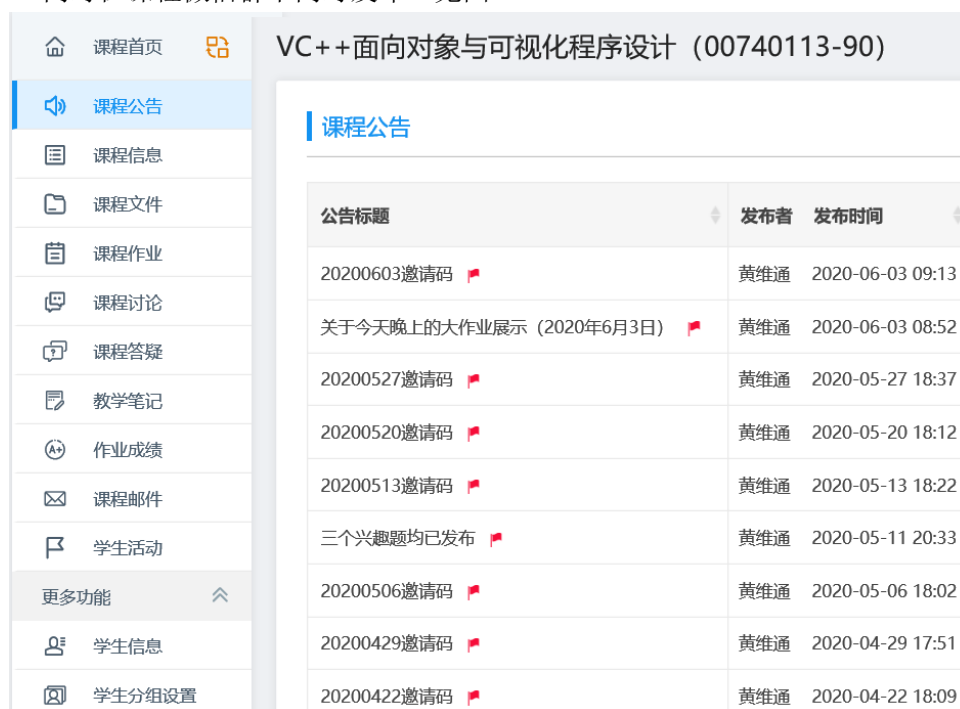 课程首页
VC++面向对象与可视化程序设计（00740113-90）
课程公告
课程信息
课程文件
课程作业
课程讨论
课程答疑
教学笔记
作业成绩
课程邮件
学生活动
更多功能
学生信息
学生分组设置
课程公告
公告标题 发布者 发布时间
20200603邀请码 黄维通 2020-06-03 09:13
关于今天晚上的大作业展示（2020年6月3日） 黄维通 2020-06-03 08:52
20200527邀请码 黄维通 2020-05-27 18:37
20200520邀请码 黄维通 2020-05-20 18:12
20200513邀请码 黄维通 2020-05-13 18:22
三个兴趣题均已发布 黄维通 2020-05-11 20:33
20200506邀请码 黄维通 2020-05-06 18:02
20200429邀请码 黄维通 2020-04-29 17:51
20200422邀请码 黄维通 2020-04-22 18:09